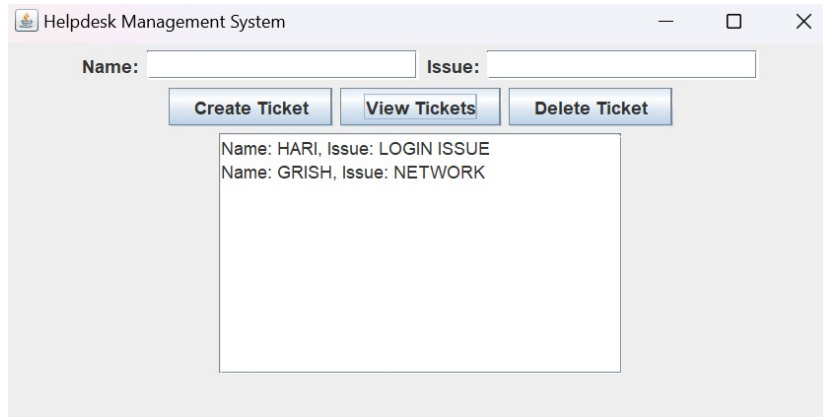 Helpdesk Management System
Name: Issue:
Create Ticket View Tickets Delete Ticket
Name: HARI, Issue: LOGIN ISSUE
Name: GRISH, Issue: NETWORK